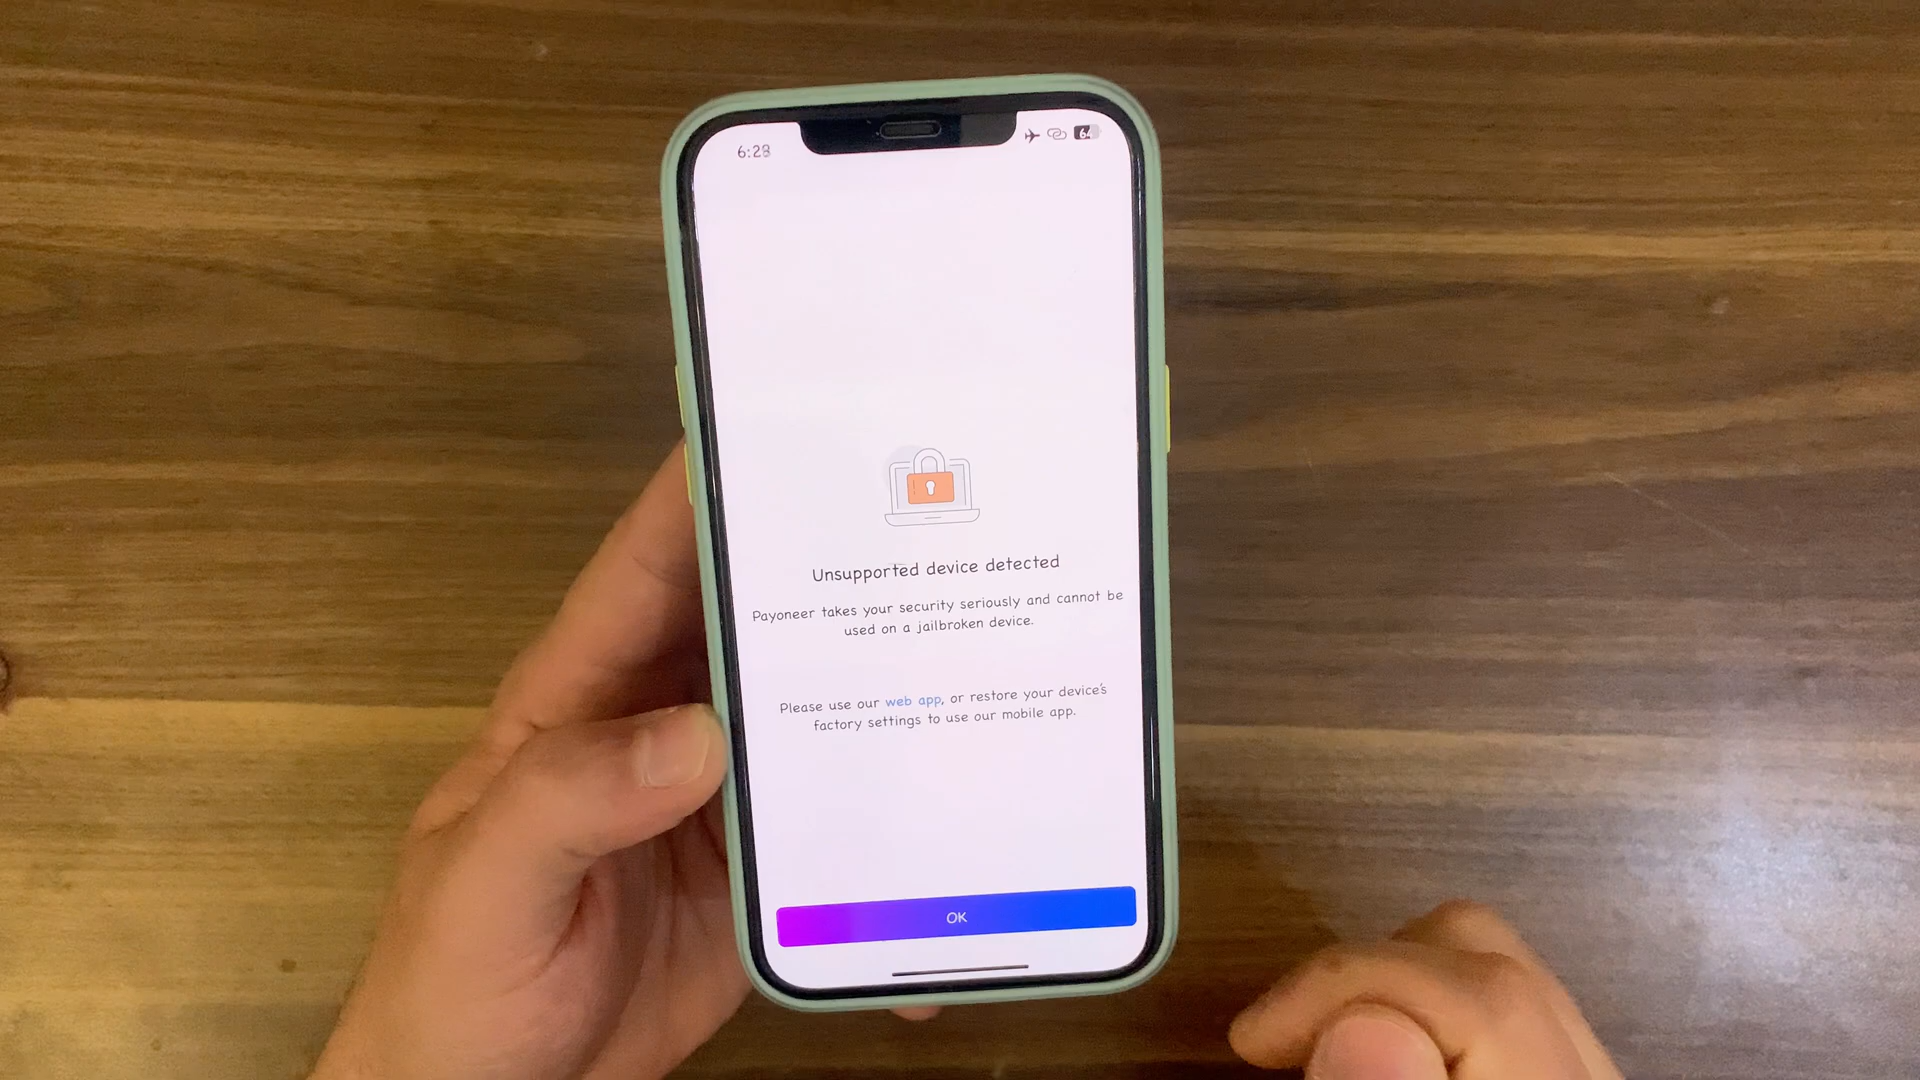 6:28
64
Unsupported device detected
Payoneer takes your security seriously and cannot be
used on a jailbroken device.
Please use our web app, or restore your device's
factory settings to use our mobile app.
OK